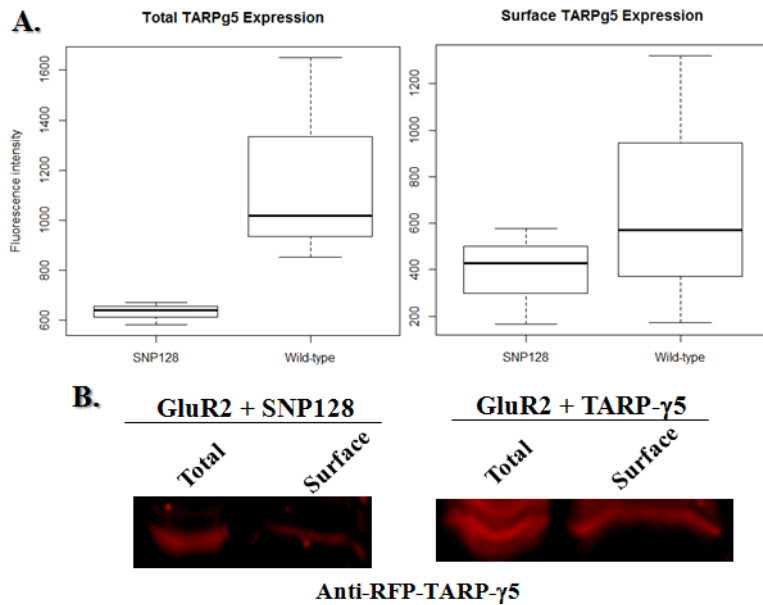 A.
Total TARPg5 Expression
Surface TARPg5 Expression
Fluorescence intensity
1600
1400
1200
1000
800
600
SNP128
Wild-type
1200
1000
800
600
400
200
SNP128
Wild-type
B.
GluR2 + SNP128
GluR2 + TARP-γ5
Total
Surface
Total
Surface
Anti-RFP-TARP-γ5